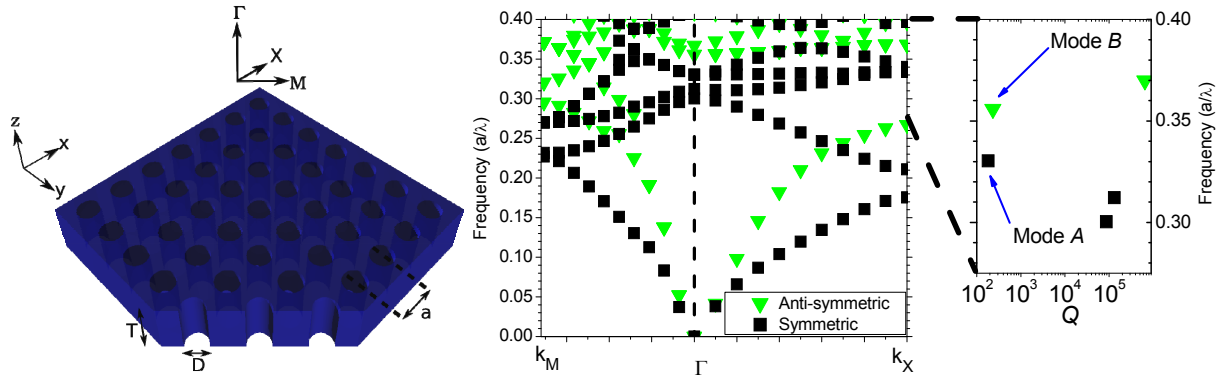 Γ
X
M
z
x
y
T
D
a
Frequency (a/λ)
0.40
0.35
0.30
0.25
0.20
0.15
0.10
0.05
0.00
k_M
Γ
k_X
Anti-symmetric
Symmetric
Mode B
Mode A
10^2 10^3 10^4 10^5
Q
0.40
0.30
Frequency (a/λ)